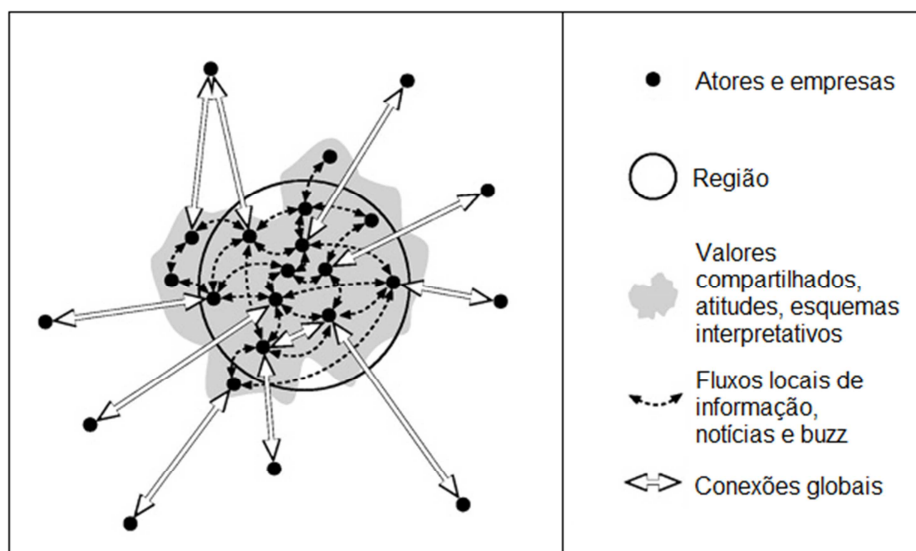 Atores e empresas
Região
Valores
compartilhados,
atitudes, esquemas
interpretativos
Fluxos locais de
informação,
notícias e buzz
Conexões globais